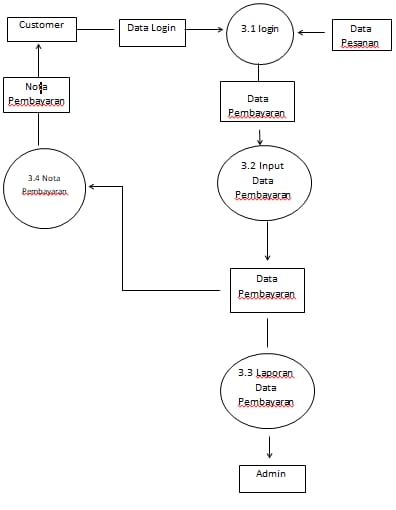 Customer
Data Login
3.1 login
Data
Pesanan
Nota
Pembayaran
Data
Pembayaran
3.2 Input
Data
Pembayaran
3.4 Nota
Pembayaran
Data
Pembayaran
3.3 Laporan
Data
Pembayaran
Admin